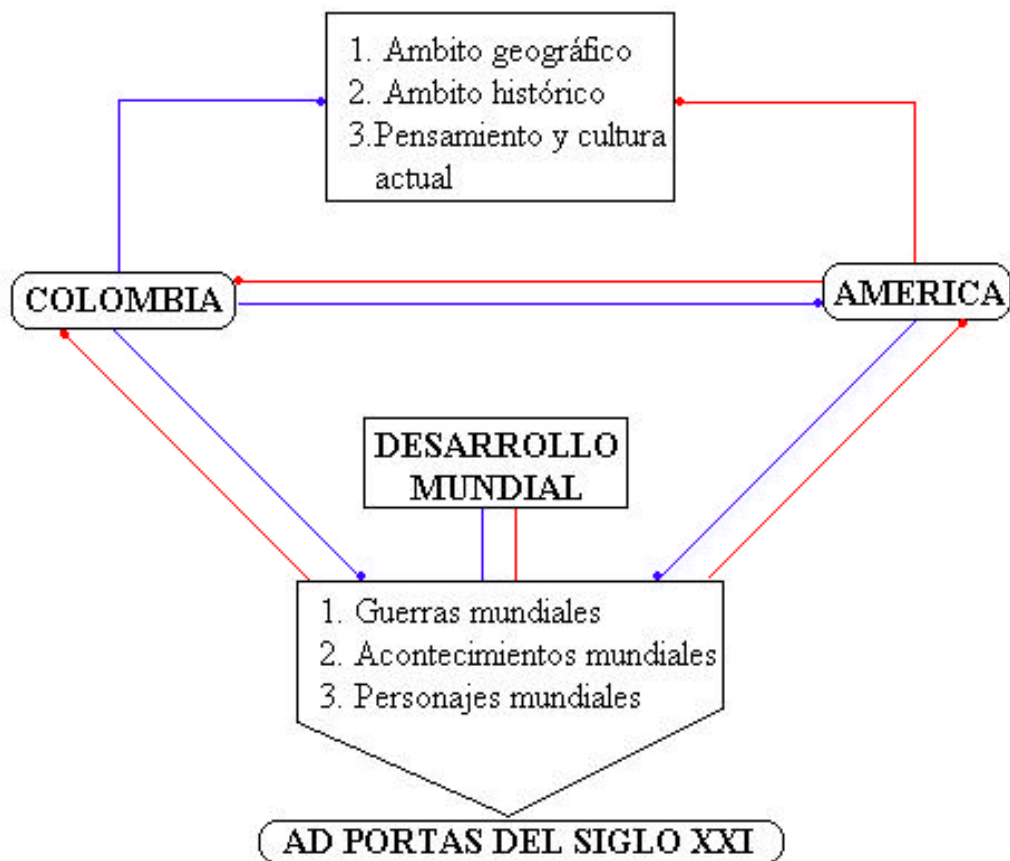 1. Ambito geográfico
2. Ambito histórico
3.Pensamiento y cultura
actual
COLOMBIA
AMERICA
DESARROLLO
MUNDIAL
1. Guerras mundiales
2. Acontecimientos mundiales
3. Personajes mundiales
AD PORTAS DEL SIGLO XXI